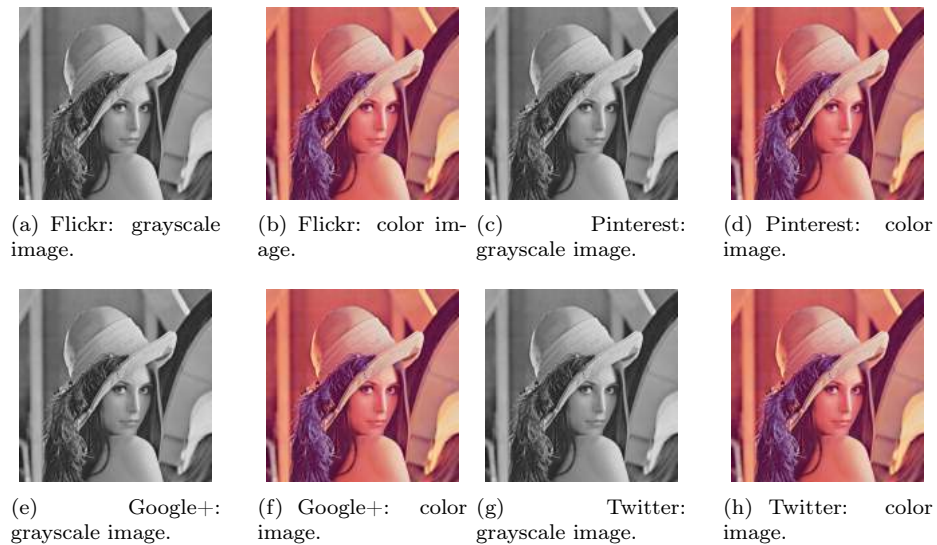 (a) Flickr: grayscale
image.
(b) Flickr: color im-
age.
(c) Pinterest:
grayscale image.
(d) Pinterest: color
image.
(e) Google+:
grayscale image.
(f) Google+: color
image.
(g) Twitter:
grayscale image.
(h) Twitter: color
image.